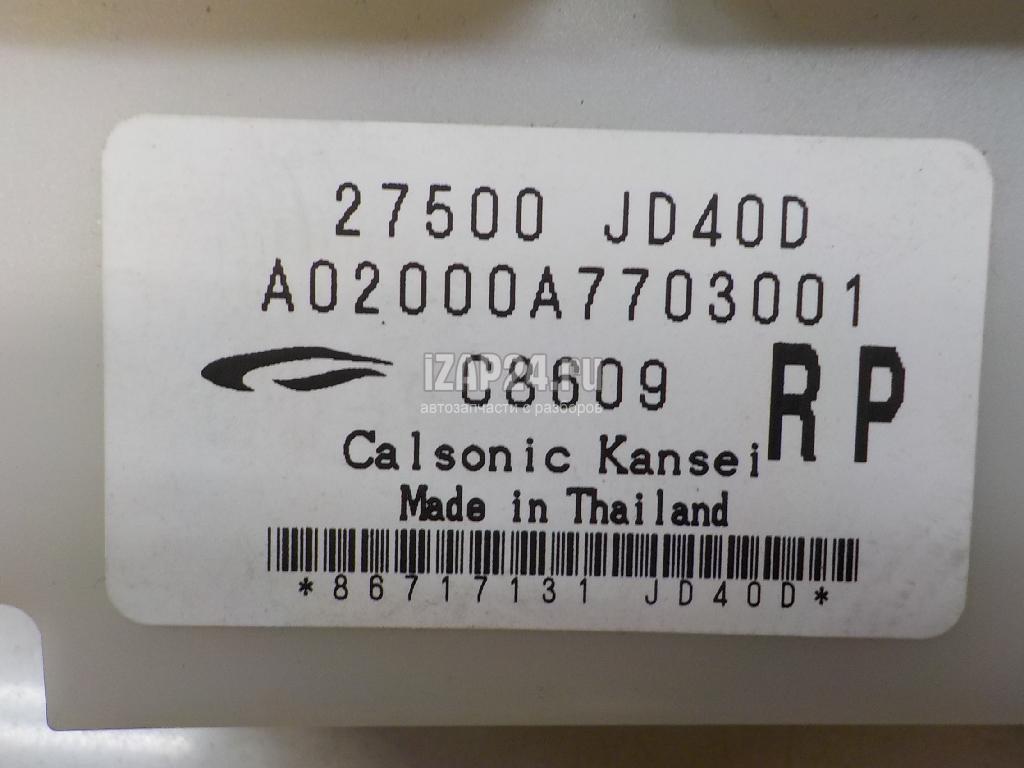 27500 JD40D
A02000A7703001
C8609 RP
iZAP24.ru
автозапчасти с разборов
Calsonic Kansei
Made in Thailand
*86717131 JD40D*